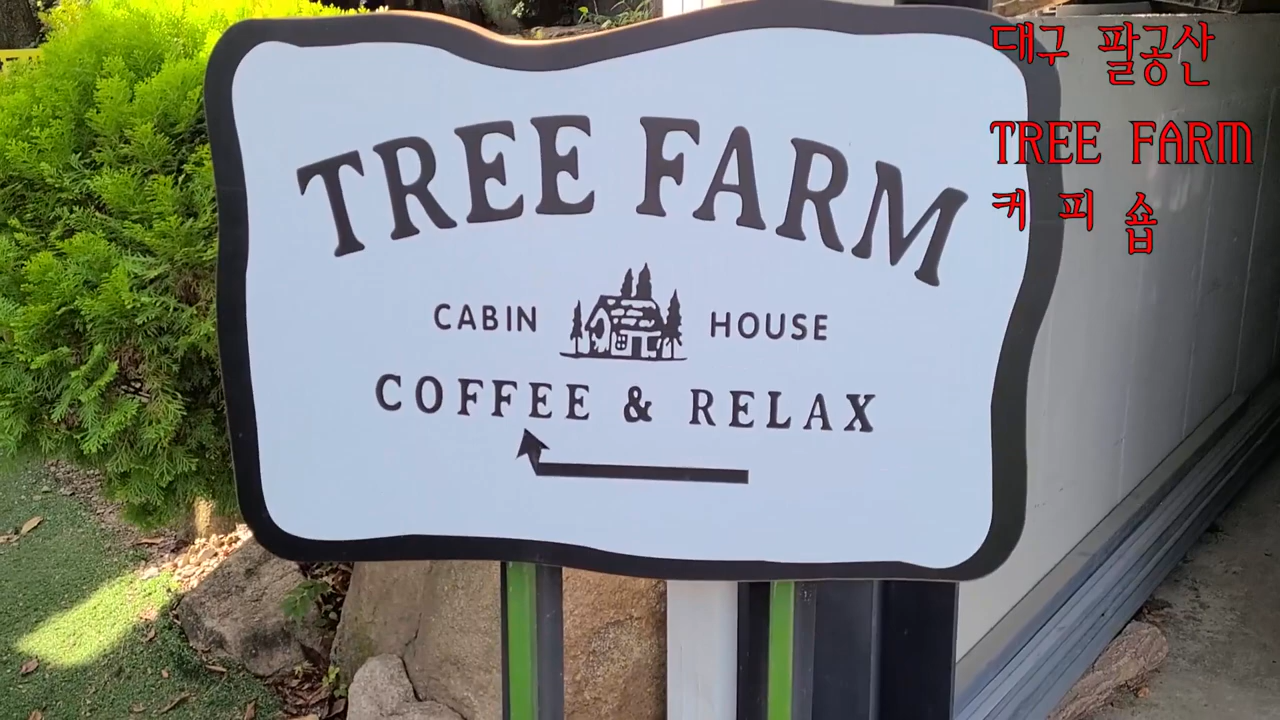 TREE FARM
CABIN HOUSE
COFFEE & RELAX
대구 팔공산
TREE FARM
커피숍